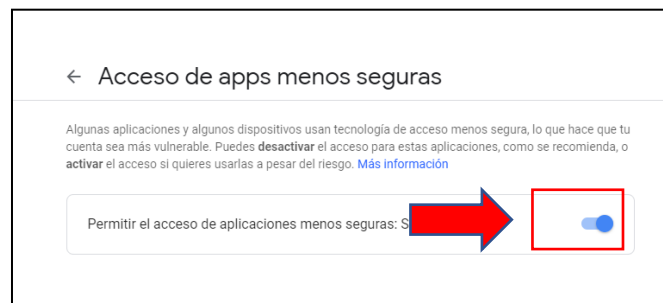 Acceso de apps menos seguras
Algunas aplicaciones y algunos dispositivos usan tecnología de acceso menos segura, lo que hace que tu
cuenta sea más vulnerable. Puedes desactivar el acceso para estas aplicaciones, como se recomienda, o
activar el acceso si quieres usarlas a pesar del riesgo. Más información
Permitir el acceso de aplicaciones menos seguras: